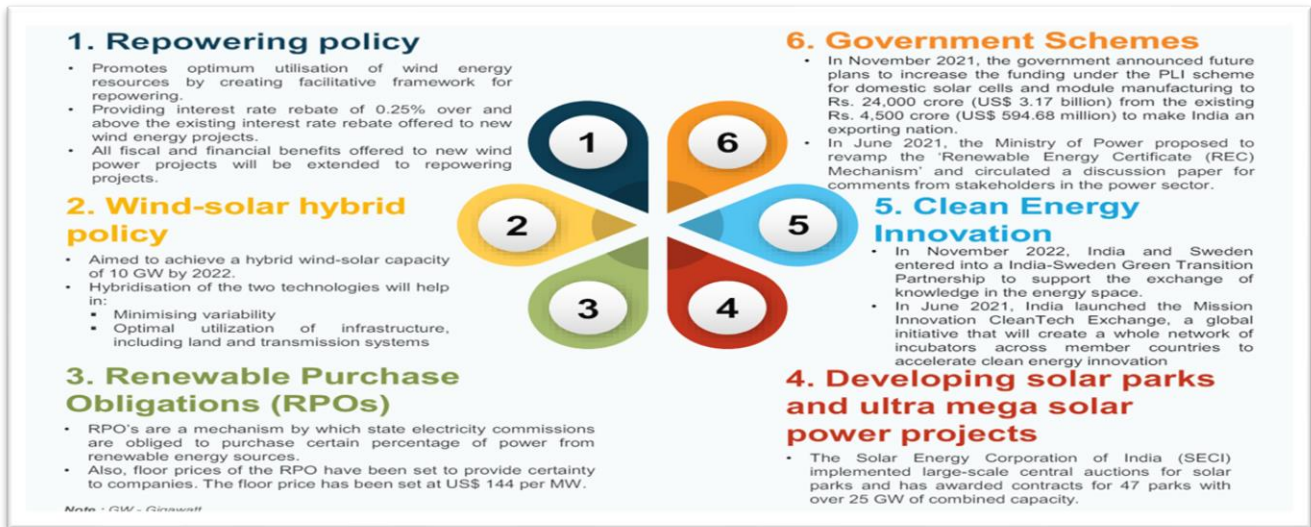 1. Repowering policy
• Promotes optimum utilisation of wind energy
resources by creating facilitative framework for
repowering.
• Providing interest rate rebate of 0.25% over and
above the existing interest rate rebate offered to new
wind energy projects.
• All fiscal and financial benefits offered to new wind
power projects will be extended to repowering
projects.
2. Wind-solar hybrid
policy
• Aimed to achieve a hybrid wind-solar capacity
of 10 GW by 2022.
• Hybridisation of the two technologies will help
in:
▪ Minimising variability
▪ Optimal utilization of infrastructure,
including land and transmission systems
3. Renewable Purchase
Obligations (RPOs)
• RPO's are a mechanism by which state electricity commissions
are obliged to purchase certain percentage of power from
renewable energy sources.
• Also, floor prices of the RPO have been set to provide certainty
to companies. The floor price has been set at US$ 144 per MW.
Note : GW - Gigawatt
1
2
3
4
5
6
6. Government Schemes
• In November 2021, the government announced future
plans to increase the funding under the PLI scheme
for domestic solar cells and module manufacturing to
Rs. 24,000 crore (US$ 3.17 billion) from the existing
Rs. 4,500 crore (US$ 594.68 million) to make India an
exporting nation.
• In June 2021, the Ministry of Power proposed to
revamp the 'Renewable Energy Certificate (REC)
Mechanism' and circulated a discussion paper for
comments from stakeholders in the power sector.
5. Clean Energy
Innovation
• In November 2022, India and Sweden
entered into a India-Sweden Green Transition
Partnership to support the exchange of
knowledge in the energy space.
• In June 2021, India launched the Mission
Innovation CleanTech Exchange, a global
initiative that will create a whole network of
incubators across member countries to
accelerate clean energy innovation
4. Developing solar parks
and ultra mega solar
power projects
• The Solar Energy Corporation of India (SECI)
implemented large-scale central auctions for solar
parks and has awarded contracts for 47 parks with
over 25 GW of combined capacity.